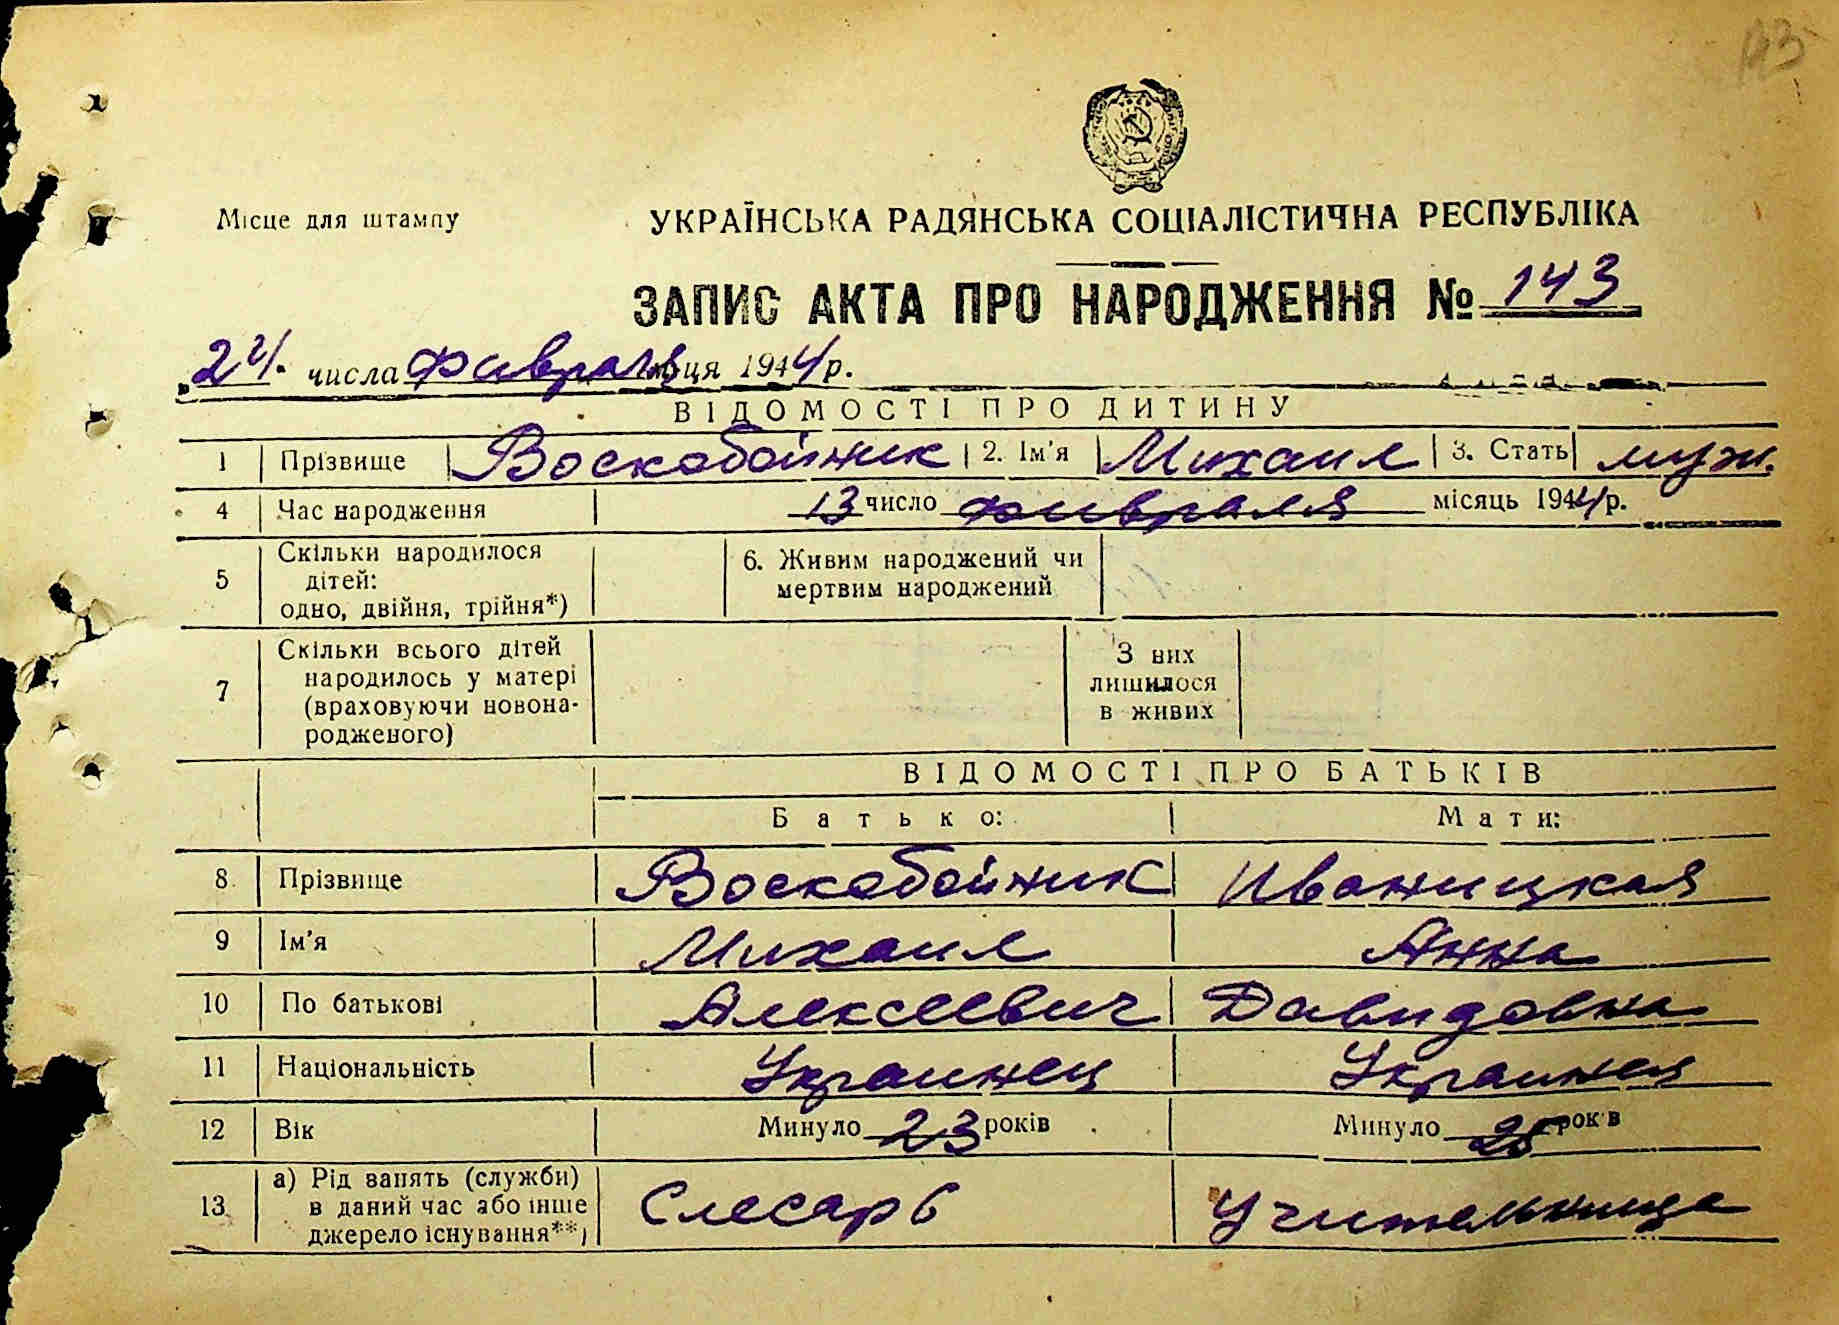 143
Місце для штампу
УКРАЇНСЬКА РАДЯНСЬКА СОЦІАЛІСТИЧНА РЕСПУБЛІКА
ЗАПИС АКТА ПРО НАРОДЖЕННЯ № 143
„24. числа Февраля м-ця 1944 р.
ВІДОМОСТІ ПРО ДИТИНУ
1 Прізвище Воскобойник 2. Ім'я Михаил 3. Стать муж.
4 Час народження 13 число февраля місяць 1944 р.
5 Скільки народилося дітей: одно, двійня, трійня*) 6. Живим народжений чи мертвим народжений
7 Скільки всього дітей народилось у матері (враховуючи новонародженого) З них лишилося в живих
ВІДОМОСТІ ПРО БАТЬКІВ
Батько: Мати:
8 Прізвище Воскобойник Иваницкая
9 Ім'я Михаил Анна
10 По батькові Алексеевич Давидовна
11 Національність Украинец Украинея
12 Вік Минуло 23 років Минуло 25 років
13 а) Рід занять (служби) в даний час або інше джерело існування**) Слесарь Учительница